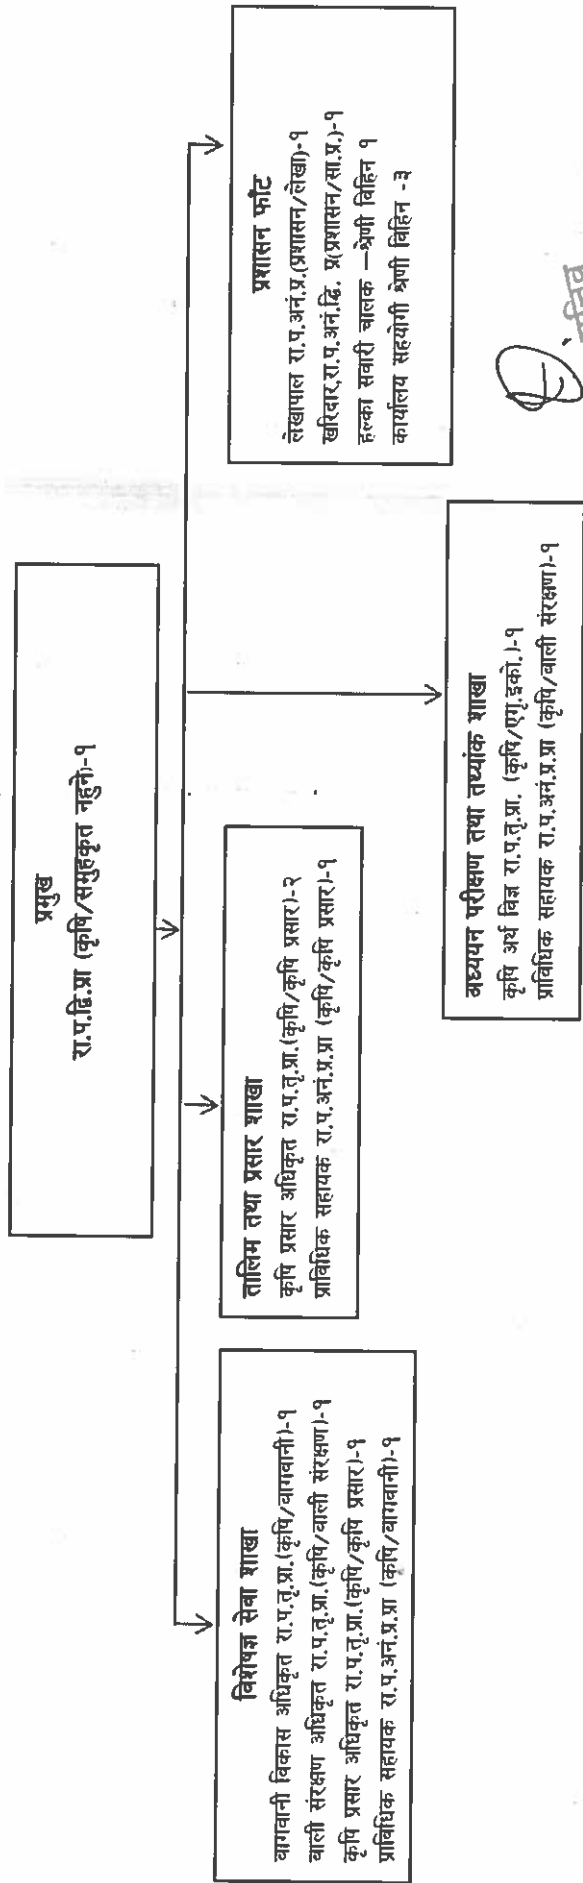 प्रमुख
रा.प.द्वि.प्रा (कृषि/समुहकृत नहुने)-१
विशेषज्ञ सेवा शाखा
बागवानी विकास अधिकृत रा.प.तृ.प्रा.(कृषि/बागवानी)-१
बाली संरक्षण अधिकृत रा.प.तृ.प्रा.(कृषि/बाली संरक्षण)-१
कृषि प्रसार अधिकृत रा.प.तृ.प्रा.(कृषि/कृषि प्रसार)-१
प्राविधिक सहायक रा.प.अनं.प्र.प्रा (कृषि/बागवानी)-१
तालिम तथा प्रसार शाखा
कृषि प्रसार अधिकृत रा.प.तृ.प्रा.(कृषि/कृषि प्रसार)-२
प्राविधिक सहायक रा.प.अनं.प्र.प्रा (कृषि/कृषि प्रसार)-१
अध्ययन परीक्षण तथा तथ्यांक शाखा
कृषि अर्थ विज्ञ रा.प.तृ.प्रा. (कृषि/एगृ.इको.)-१
प्राविधिक सहायक रा.प.अनं.प्र.प्रा (कृषि/बाली संरक्षण)-१
प्रशासन फाँट
लेखापाल रा.प.अनं.प्र.(प्रशासन/लेखा)-१
खरिदार,रा.प.अनं.द्वि. प्र(प्रशासन/सा.प्र.)-१
हल्का सवारी चालक —श्रेणी विहिन १
कार्यालय सहयोगी श्रेणी विहिन -३